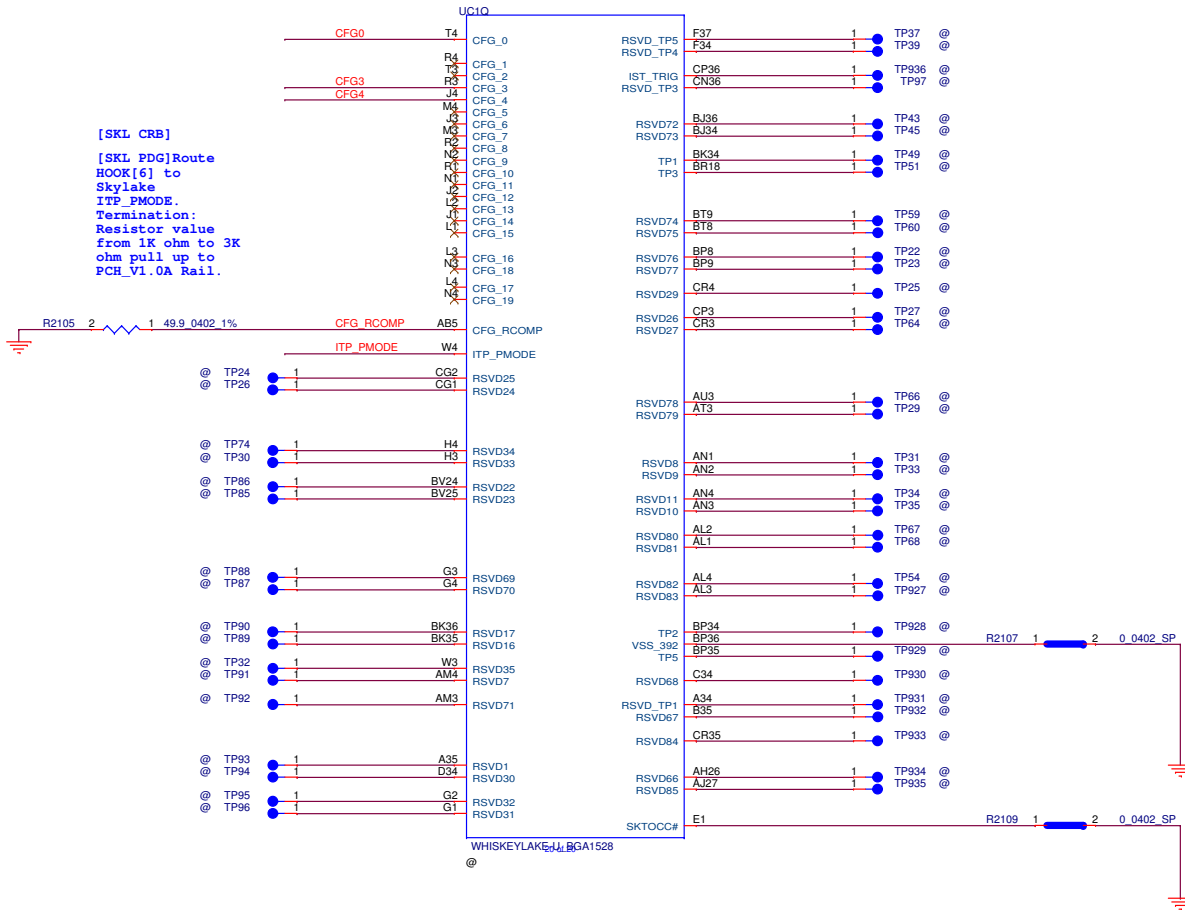 UC1Q
CFG0 T4 CFG_0
R4 CFG_1
T3 CFG_2
CFG3 R3 CFG_3
CFG4 J4 CFG_4
M4 CFG_5
J3 CFG_6
M3 CFG_7
R2 CFG_8
N2 CFG_9
R1 CFG_10
N1 CFG_11
J2 CFG_12
L2 CFG_13
J1 CFG_14
L1 CFG_15
L3 CFG_16
N3 CFG_18
L4 CFG_17
N4 CFG_19
[SKL CRB]
[SKL PDG]Route
HOOK[6] to
Skylake
ITP_PMODE.
Termination:
Resistor value
from 1K ohm to 3K
ohm pull up to
PCH_V1.0A Rail.
R2105 2 1 49.9_0402_1% CFG_RCOMP AB5 CFG_RCOMP
ITP_PMODE W4 ITP_PMODE
@ TP24 1 CG2 RSVD25
@ TP26 1 CG1 RSVD24
@ TP74 1 H4 RSVD34
@ TP30 1 H3 RSVD33
@ TP86 1 BV24 RSVD22
@ TP85 1 BV25 RSVD23
@ TP88 1 G3 RSVD69
@ TP87 1 G4 RSVD70
@ TP90 1 BK36 RSVD17
@ TP89 1 BK35 RSVD16
@ TP32 1 W3 RSVD35
@ TP91 1 AM4 RSVD7
@ TP92 1 AM3 RSVD71
@ TP93 1 A35 RSVD1
@ TP94 1 D34 RSVD30
@ TP95 1 G2 RSVD32
@ TP96 1 G1 RSVD31
RSVD_TP5 F37 1 TP37 @
RSVD_TP4 F34 1 TP39 @
IST_TRIG CP36 1 TP936 @
RSVD_TP3 CN36 1 TP97 @
RSVD72 BJ36 1 TP43 @
RSVD73 BJ34 1 TP45 @
TP1 BK34 1 TP49 @
TP3 BR18 1 TP51 @
RSVD74 BT9 1 TP59 @
RSVD75 BT8 1 TP60 @
RSVD76 BP8 1 TP22 @
RSVD77 BP9 1 TP23 @
RSVD29 CR4 1 TP25 @
RSVD26 CP3 1 TP27 @
RSVD27 CR3 1 TP64 @
RSVD78 AU3 1 TP66 @
RSVD79 AT3 1 TP29 @
RSVD8 AN1 1 TP31 @
RSVD9 AN2 1 TP33 @
RSVD11 AN4 1 TP34 @
RSVD10 AN3 1 TP35 @
RSVD80 AL2 1 TP67 @
RSVD81 AL1 1 TP68 @
RSVD82 AL4 1 TP54 @
RSVD83 AL3 1 TP927 @
TP2 BP34 1 TP928 @
VSS_392 BP36 R2107 1 2 0_0402_SP
TP5 BP35 1 TP929 @
RSVD68 C34 1 TP930 @
RSVD_TP1 A34 1 TP931 @
RSVD67 B35 1 TP932 @
RSVD84 CR35 1 TP933 @
RSVD66 AH26 1 TP934 @
RSVD85 AJ27 1 TP935 @
SKTOCC# E1 R2109 1 2 0_0402_SP
WHISKEYLAKE-U_BGA1528
@